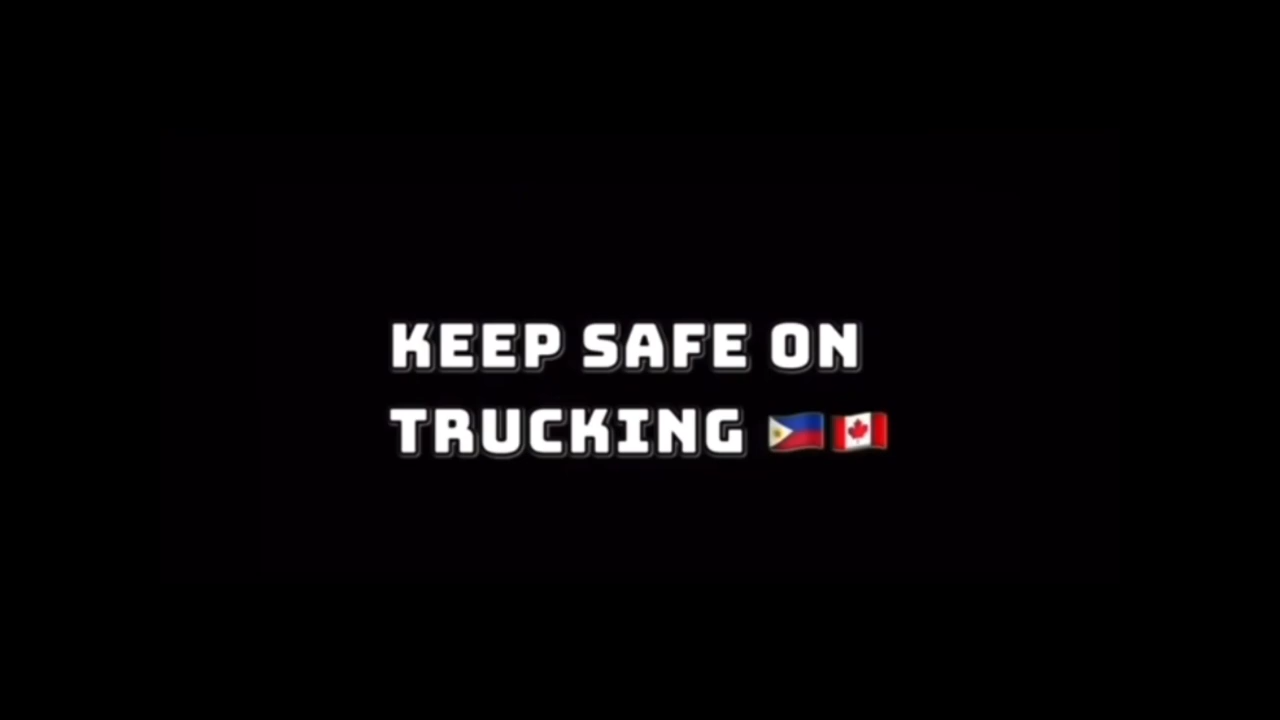 KEEP SAFE ON
TRUCKING 🇵🇭🇨🇦